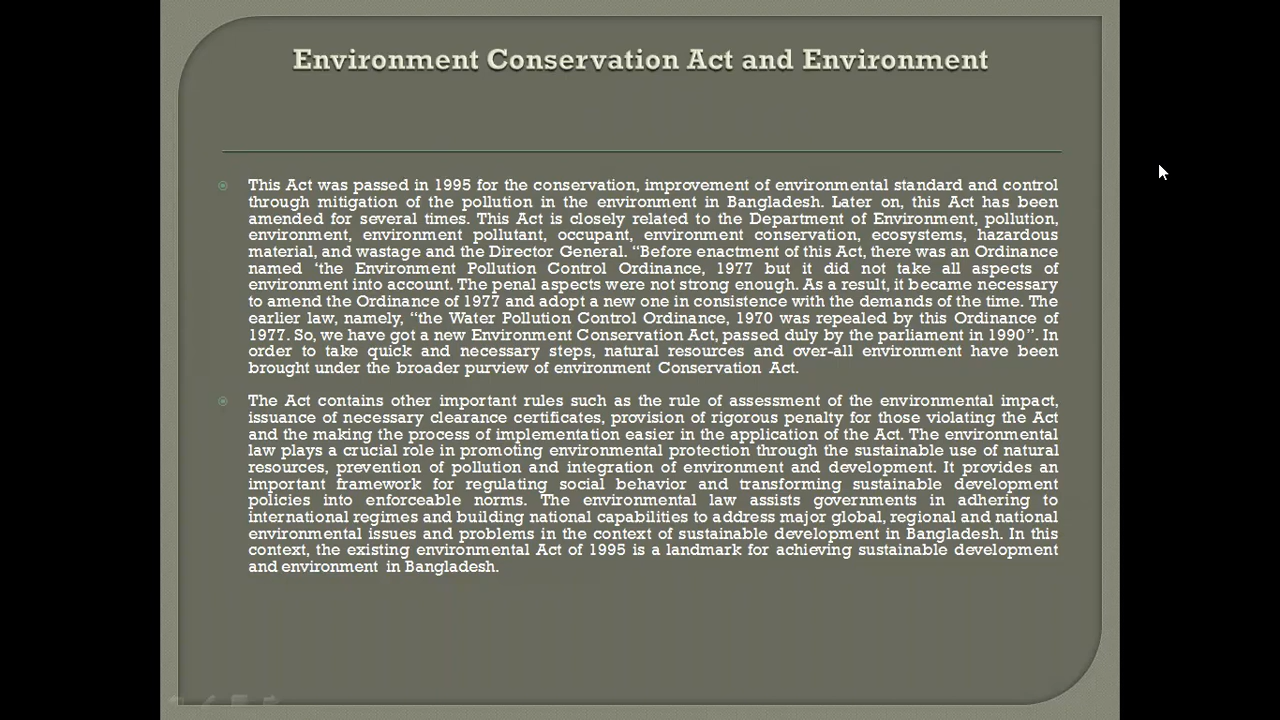 Environment Conservation Act and Environment
This Act was passed in 1995 for the conservation, improvement of environmental standard and control
through mitigation of the pollution in the environment in Bangladesh. Later on, this Act has been
amended for several times. This Act is closely related to the Department of Environment, pollution,
environment, environment pollutant, occupant, environment conservation, ecosystems, hazardous
material, and wastage and the Director General. “Before enactment of this Act, there was an Ordinance
named ‘the Environment Pollution Control Ordinance, 1977 but it did not take all aspects of
environment into account. The penal aspects were not strong enough. As a result, it became necessary
to amend the Ordinance of 1977 and adopt a new one in consistence with the demands of the time. The
earlier law, namely, “the Water Pollution Control Ordinance, 1970 was repealed by this Ordinance of
1977. So, we have got a new Environment Conservation Act, passed duly by the parliament in 1990”. In
order to take quick and necessary steps, natural resources and over-all environment have been
brought under the broader purview of environment Conservation Act.
The Act contains other important rules such as the rule of assessment of the environmental impact,
issuance of necessary clearance certificates, provision of rigorous penalty for those violating the Act
and the making the process of implementation easier in the application of the Act. The environmental
law plays a crucial role in promoting environmental protection through the sustainable use of natural
resources, prevention of pollution and integration of environment and development. It provides an
important framework for regulating social behavior and transforming sustainable development
policies into enforceable norms. The environmental law assists governments in adhering to
international regimes and building national capabilities to address major global, regional and national
environmental issues and problems in the context of sustainable development in Bangladesh. In this
context, the existing environmental Act of 1995 is a landmark for achieving sustainable development
and environment in Bangladesh.